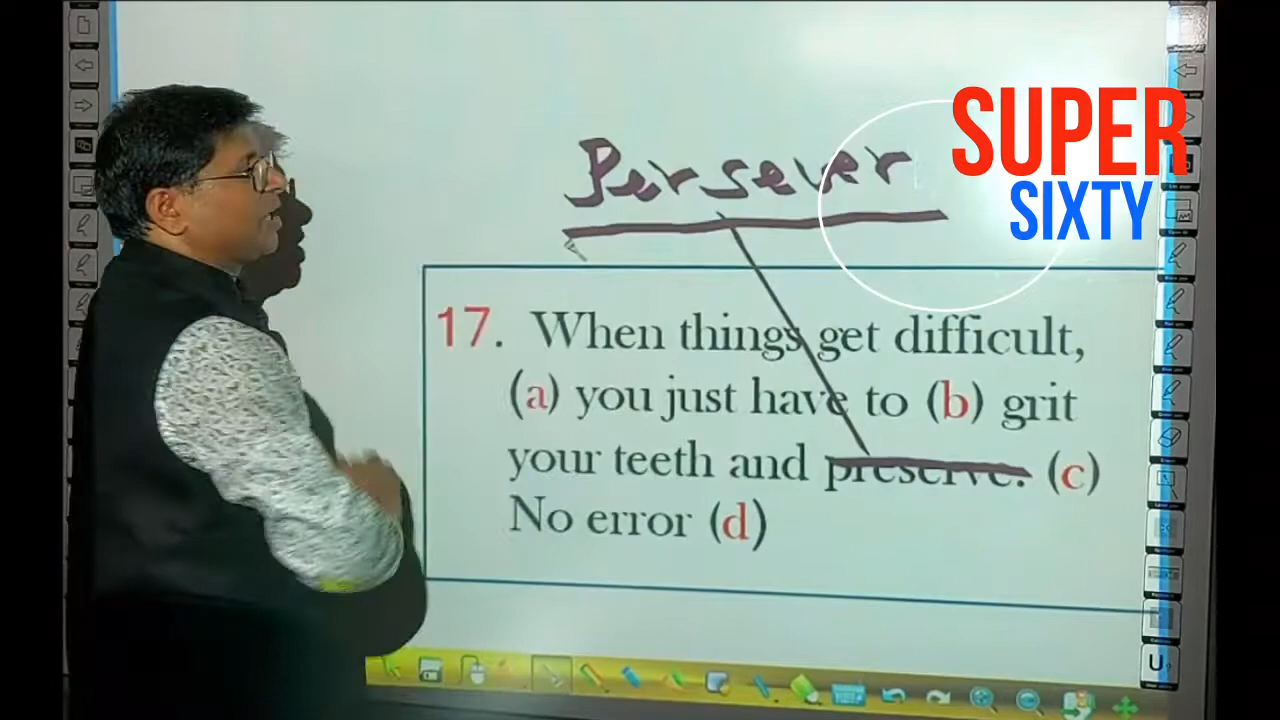 SUPER
SIXTY
Persever
17. When things get difficult,
(a) you just have to (b) grit
your teeth and preserve. (c)
No error (d)
U